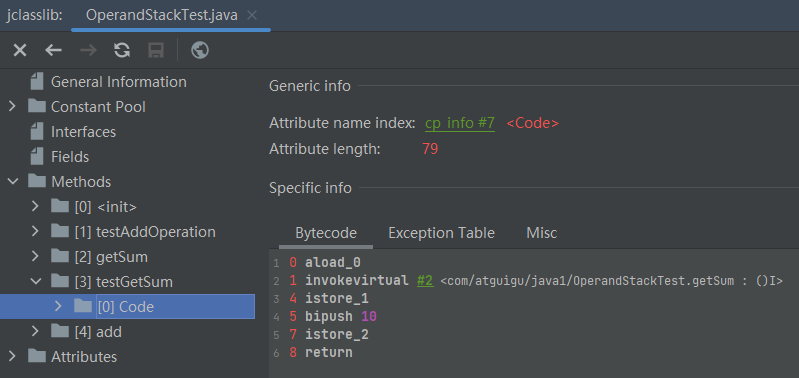 jclasslib: OperandStackTest.java
General Information
Constant Pool
Interfaces
Fields
Methods
[0] <init>
[1] testAddOperation
[2] getSum
[3] testGetSum
[0] Code
[4] add
Attributes
Generic info
Attribute name index: cp_info #7 <Code>
Attribute length: 79
Specific info
Bytecode Exception Table Misc
1 0 aload_0
2 1 invokevirtual #2 <com/atguigu/java1/OperandStackTest.getSum : ()I>
3 4 istore_1
4 5 bipush 10
5 7 istore_2
6 8 return